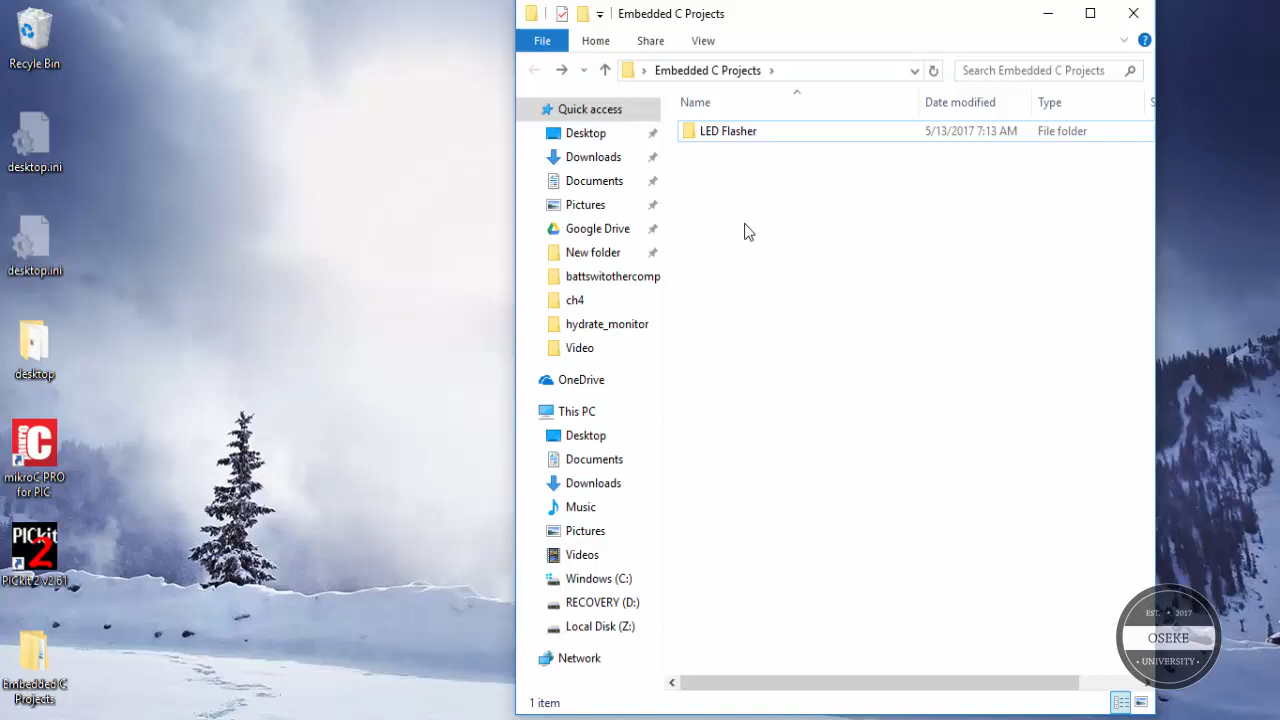 Recycle Bin
desktop.ini
desktop.ini
desktop
mikroC PRO
for PIC
PICkit
2
PICkit 2 v2.61
Embedded C
Projects
Embedded C Projects
File Home Share View
Embedded C Projects
Search Embedded C Projects
Name Date modified Type S
LED Flasher 5/13/2017 7:13 AM File folder
Quick access
Desktop
Downloads
Documents
Pictures
Google Drive
New folder
battswitothercomp
ch4
hydrate_monitor
Video
OneDrive
This PC
Desktop
Documents
Downloads
Music
Pictures
Videos
Windows (C:)
RECOVERY (D:)
Local Disk (Z:)
Network
1 item
EST. • 2017
OSEKE
• UNIVERSITY •